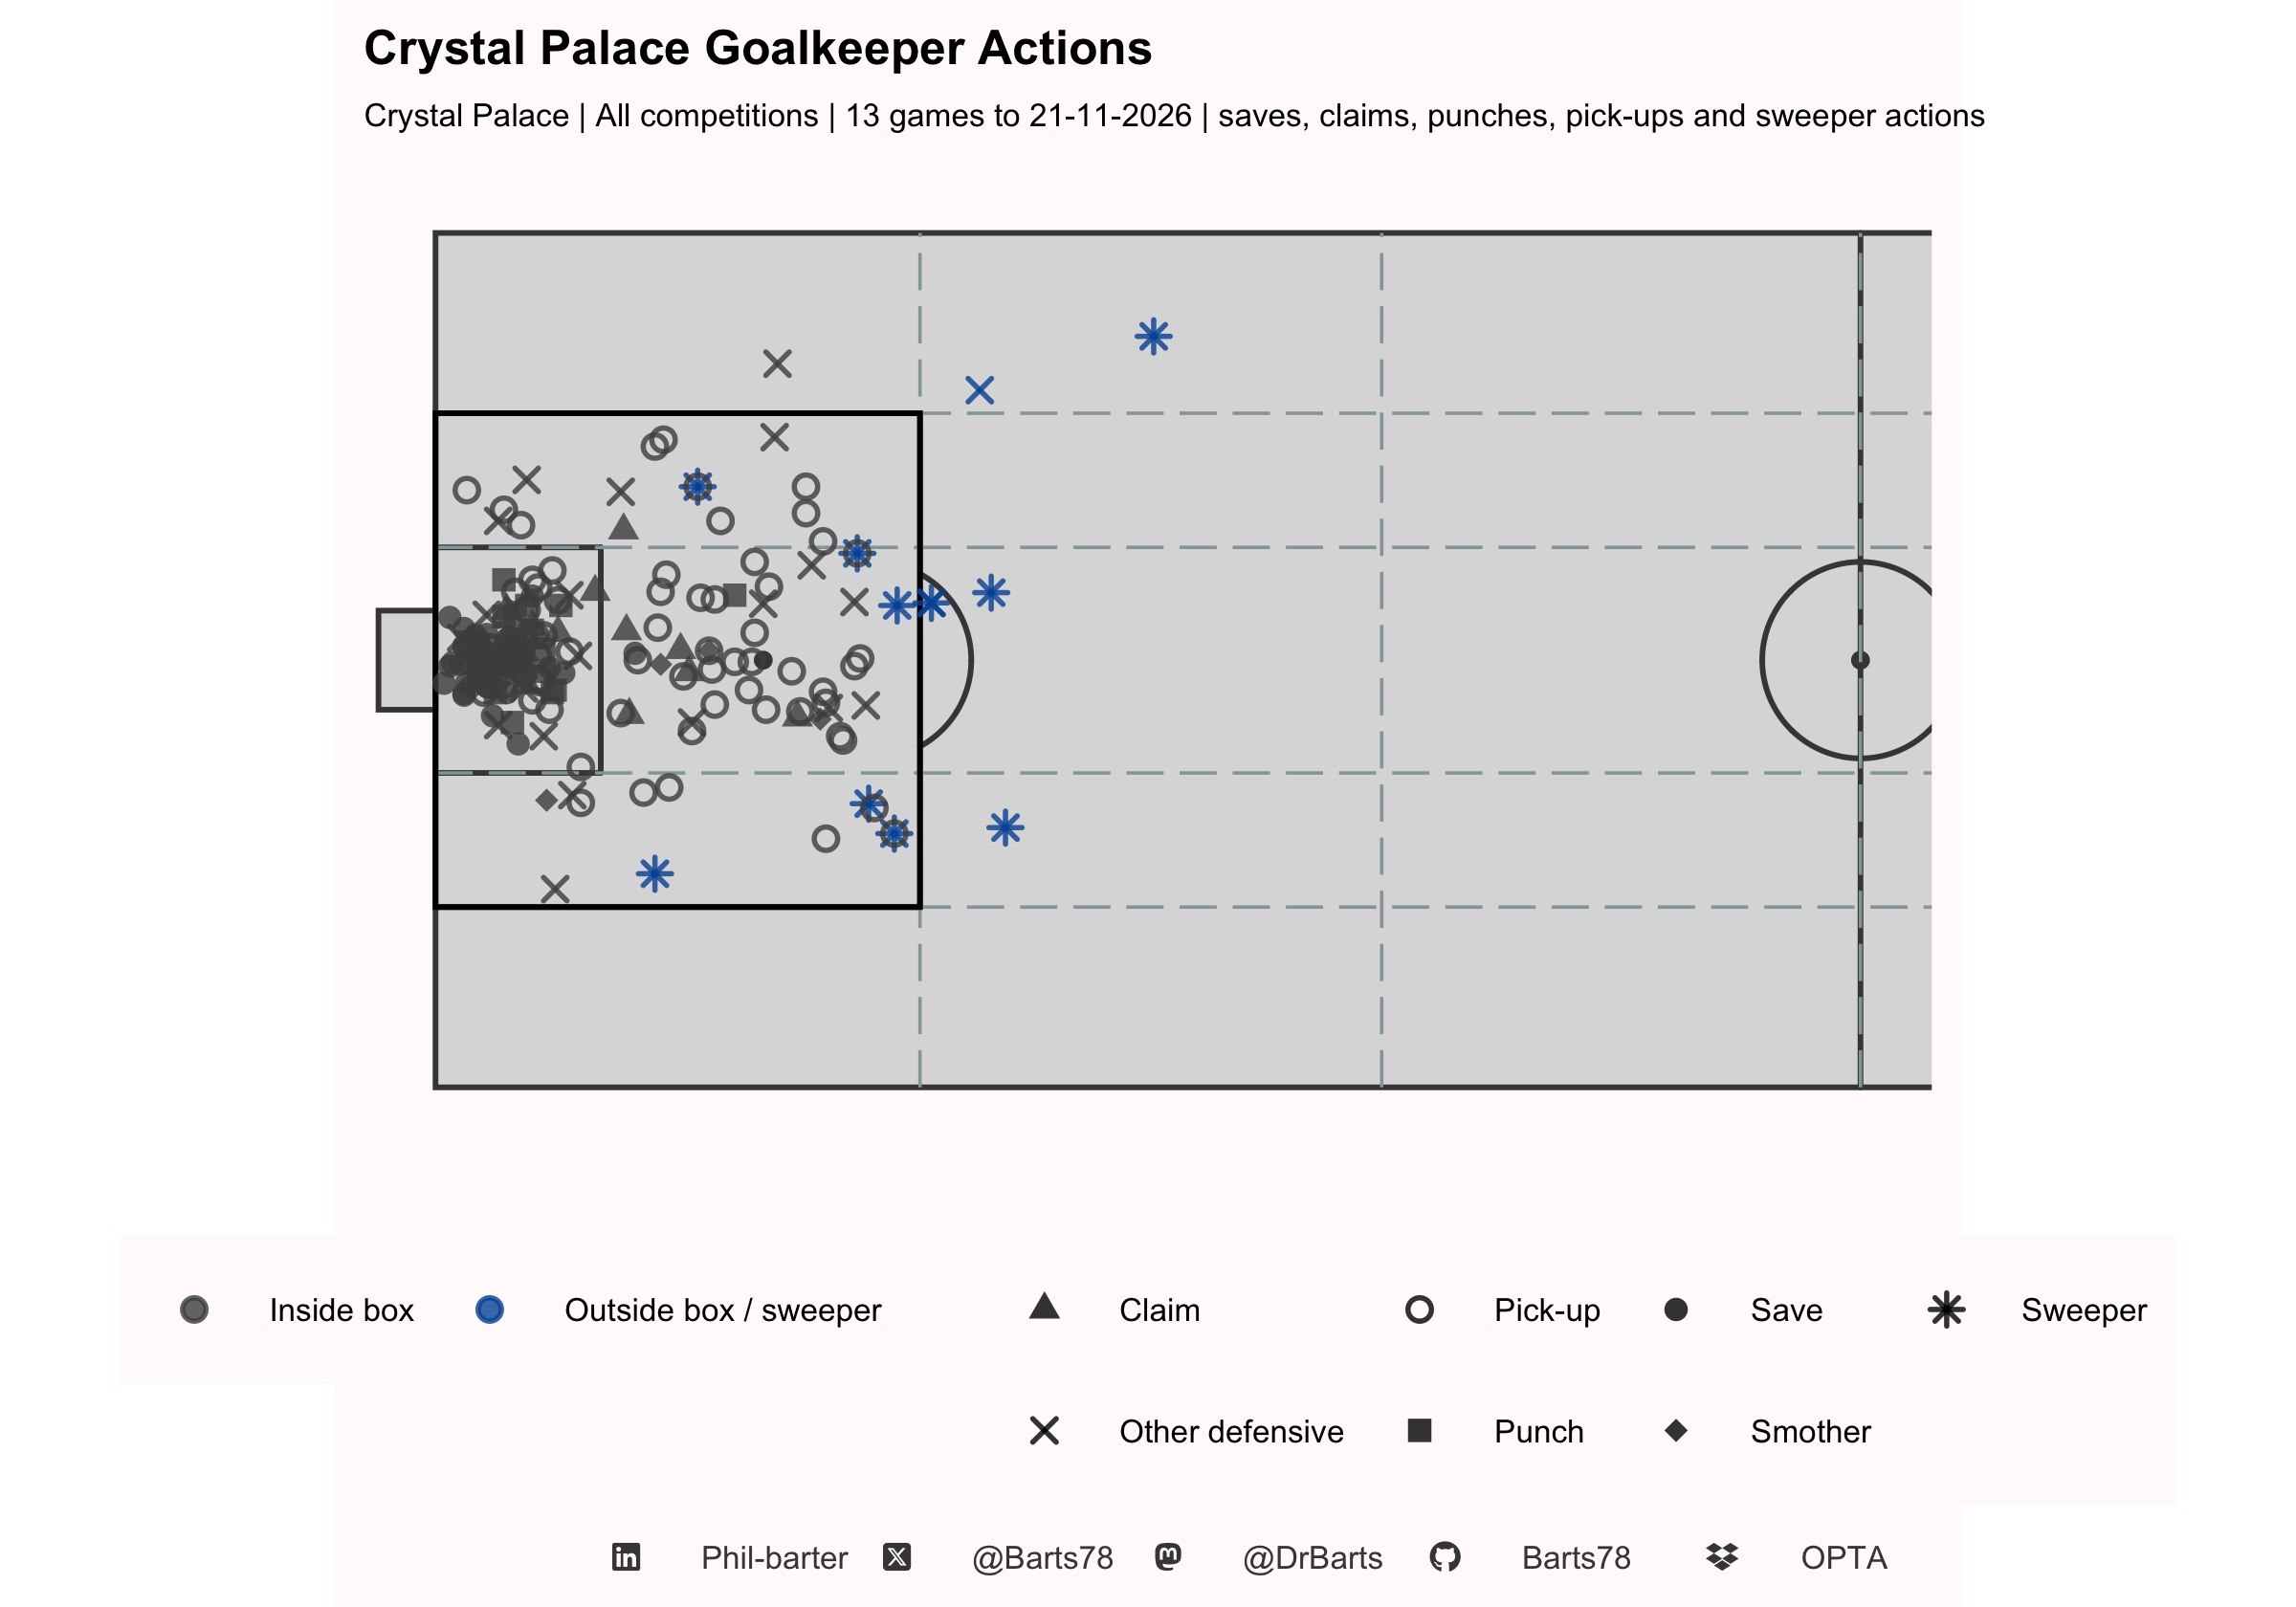 Crystal Palace Goalkeeper Actions
Crystal Palace | All competitions | 13 games to 21-11-2026 | saves, claims, punches, pick-ups and sweeper actions
Inside box Outside box / sweeper Claim Pick-up Save Sweeper
Other defensive Punch Smother
Phil-barter @Barts78 @DrBarts Barts78 OPTA